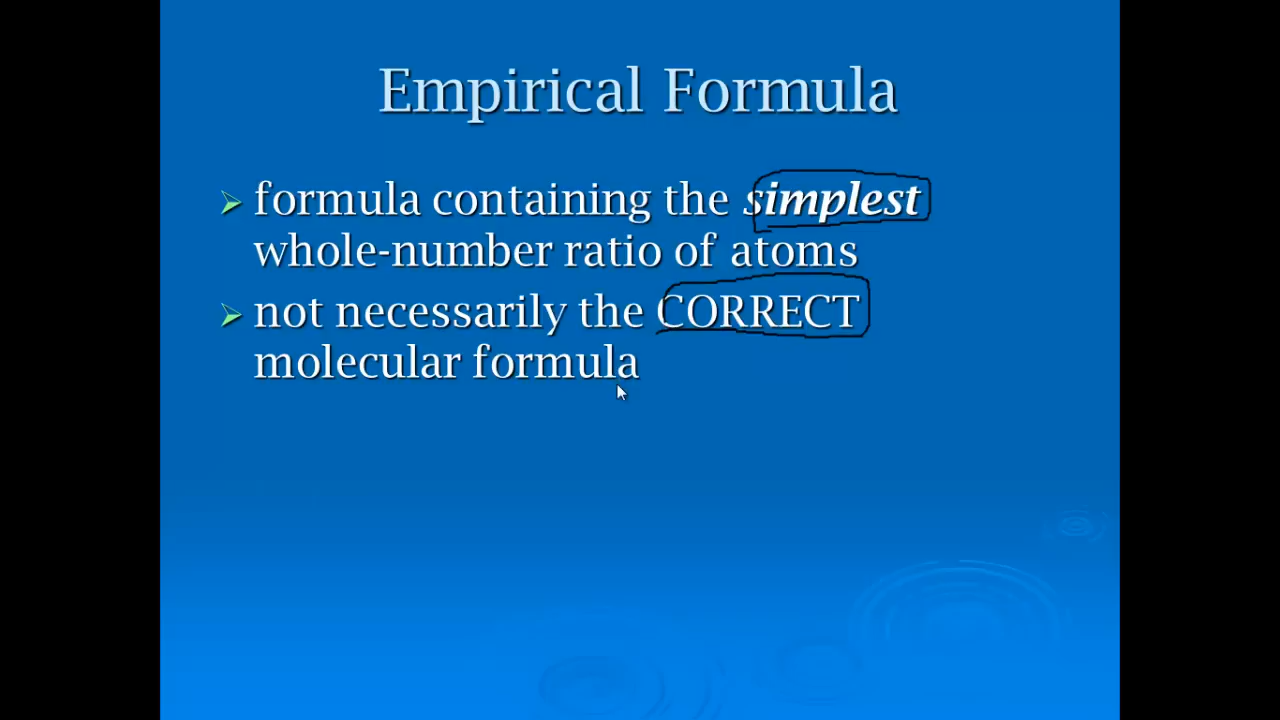 Empirical Formula
formula containing the simplest
whole-number ratio of atoms
not necessarily the CORRECT
molecular formula